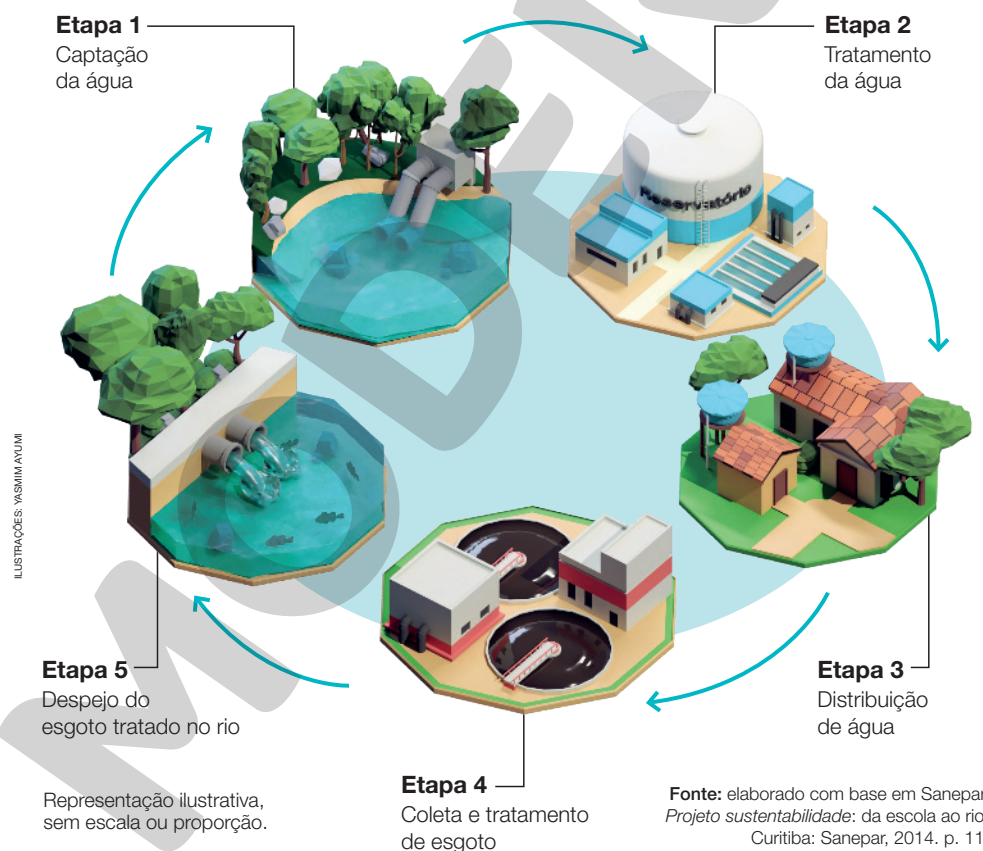 Etapa 1
Captação
da água
Etapa 2
Tratamento
da água
Reservatório
ILUSTRAÇÕES: YASMIM AYUMI
Etapa 5
Despejo do
esgoto tratado no rio
Etapa 3
Distribuição
de água
Etapa 4
Coleta e tratamento
de esgoto
Representação ilustrativa,
sem escala ou proporção.
Fonte: elaborado com base em Sanepar.
Projeto sustentabilidade: da escola ao rio.
Curitiba: Sanepar, 2014. p. 11.